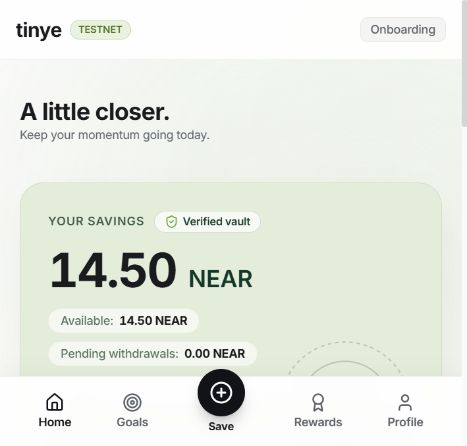 tinye TESTNET Onboarding
A little closer.
Keep your momentum going today.
YOUR SAVINGS Verified vault
14.50 NEAR
Available: 14.50 NEAR
Pending withdrawals: 0.00 NEAR
Home Goals Save Rewards Profile